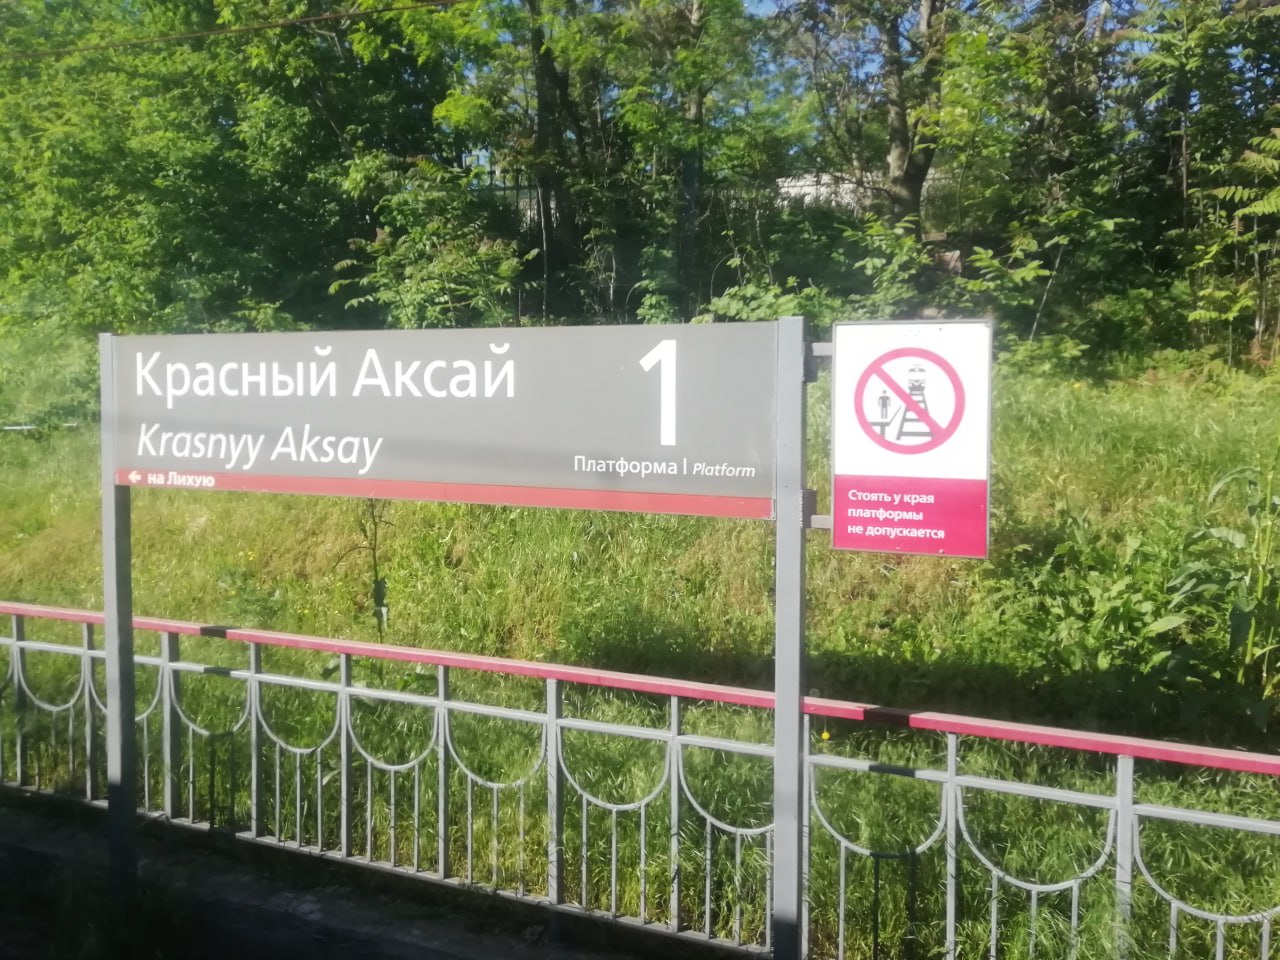 Красный Аксай
Krasnyy Aksay
1
Платформа | Platform
← на Лихую
Стоять у края
платформы
не допускается